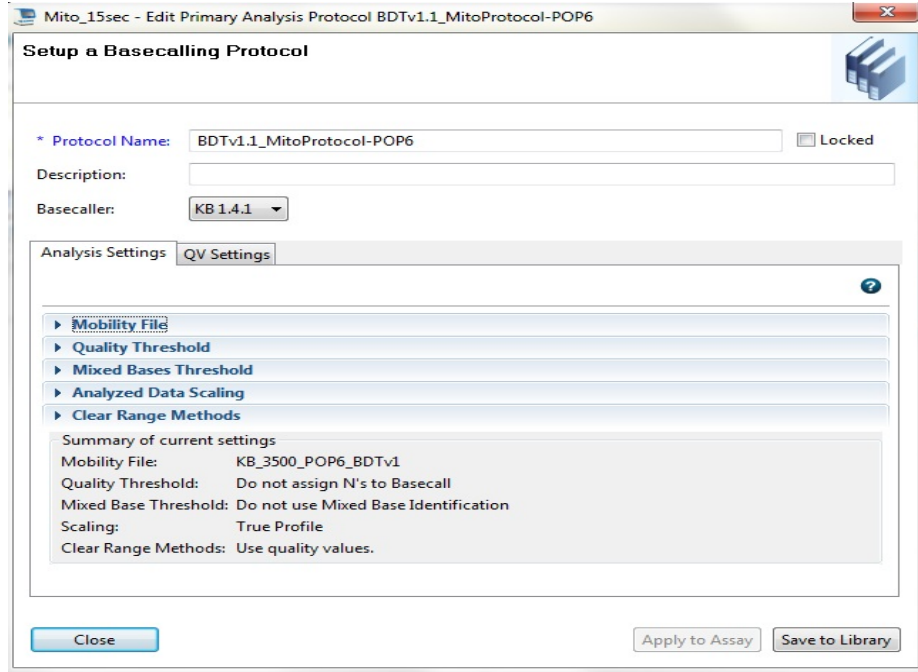 Mito_15sec - Edit Primary Analysis Protocol BDTv1.1_MitoProtocol-POP6
Setup a Basecalling Protocol
* Protocol Name: BDTv1.1_MitoProtocol-POP6 Locked
Description:
Basecaller: KB 1.4.1
Analysis Settings QV Settings
?
Mobility File
Quality Threshold
Mixed Bases Threshold
Analyzed Data Scaling
Clear Range Methods
Summary of current settings
Mobility File: KB_3500_POP6_BDTv1
Quality Threshold: Do not assign N's to Basecall
Mixed Base Threshold: Do not use Mixed Base Identification
Scaling: True Profile
Clear Range Methods: Use quality values.
Close Apply to Assay Save to Library